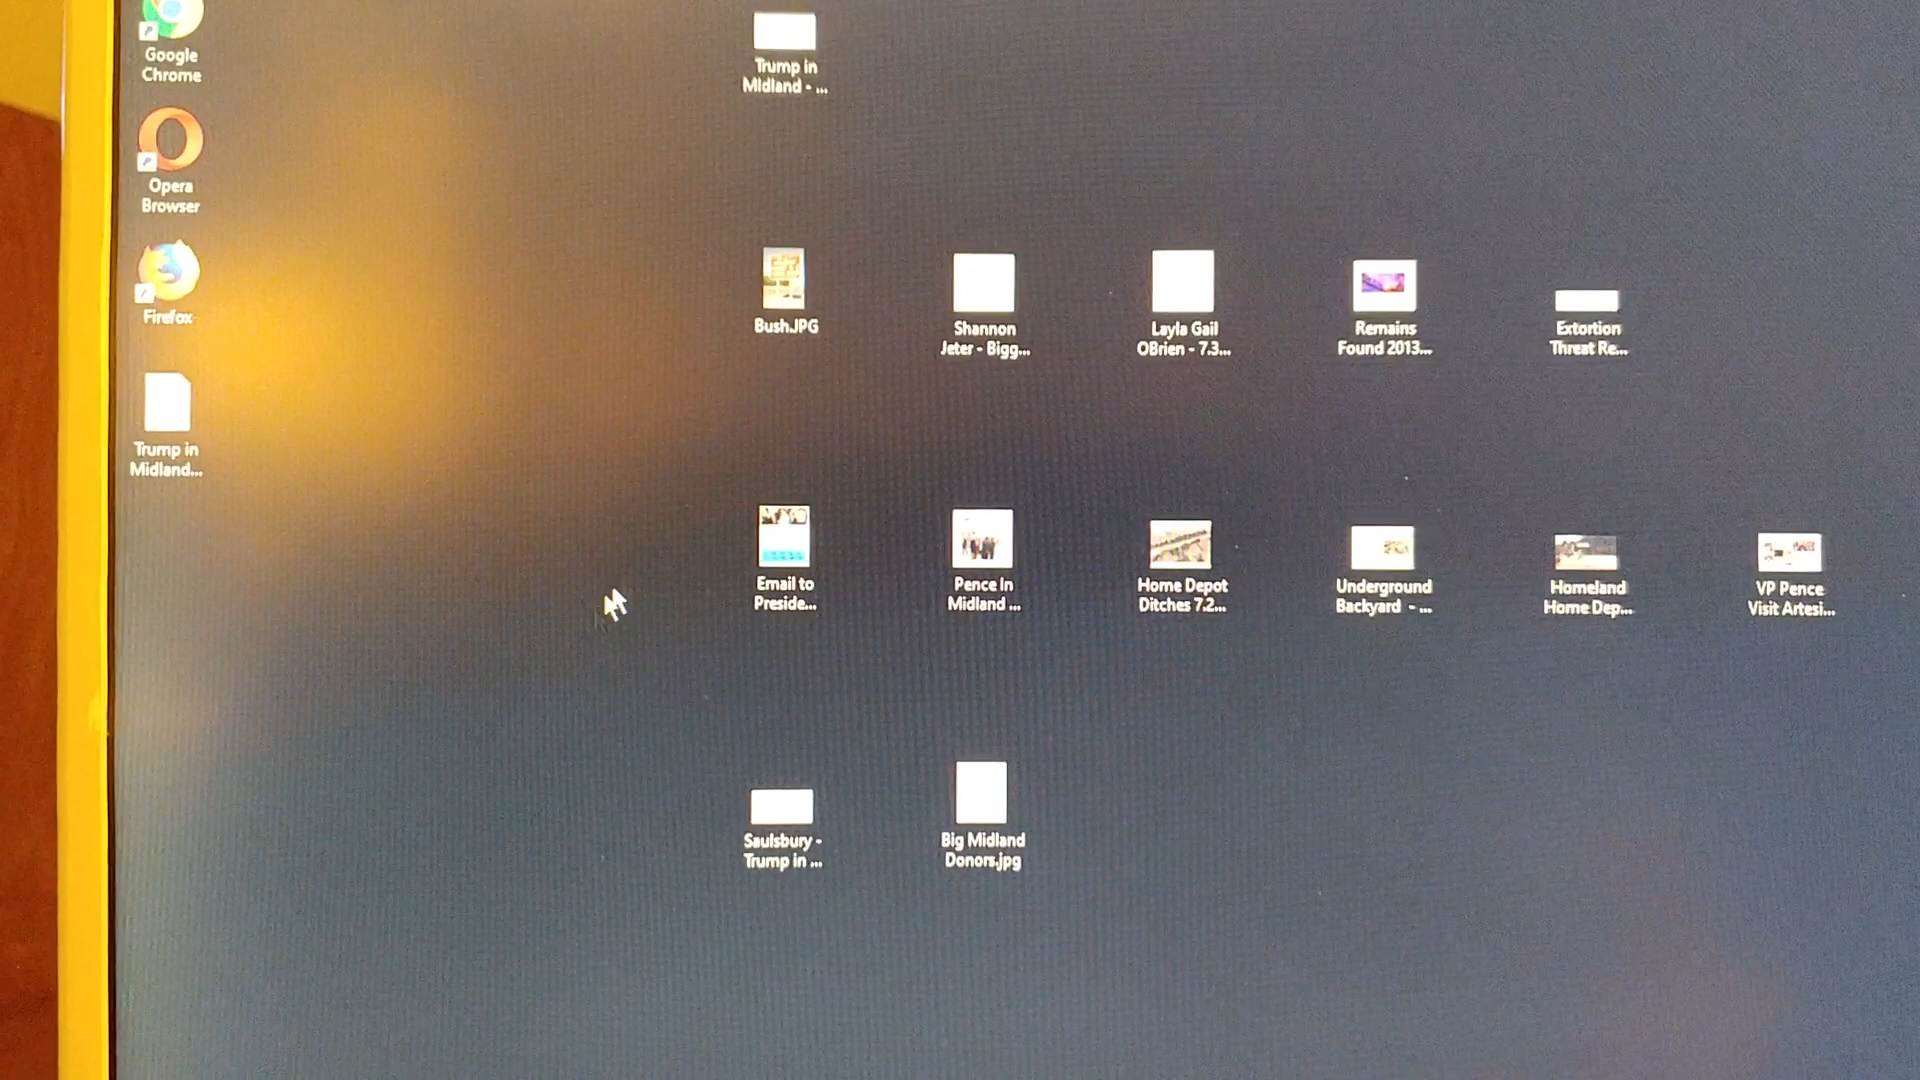 Google
Chrome
Opera
Browser
Firefox
Trump in
Midland...
Trump in
Midland - ...
Bush.JPG
Shannon
Jeter - Bigg...
Layla Gail
OBrien - 7.3...
Remains
Found 2013...
Extortion
Threat Re...
Email to
Preside...
Pence In
Midland ...
Home Depot
Ditches 7.2...
Underground
Backyard - ...
Homeland
Home Dep...
VP Pence
Visit Artesi...
Saulsbury -
Trump in ...
Big Midland
Donors.jpg